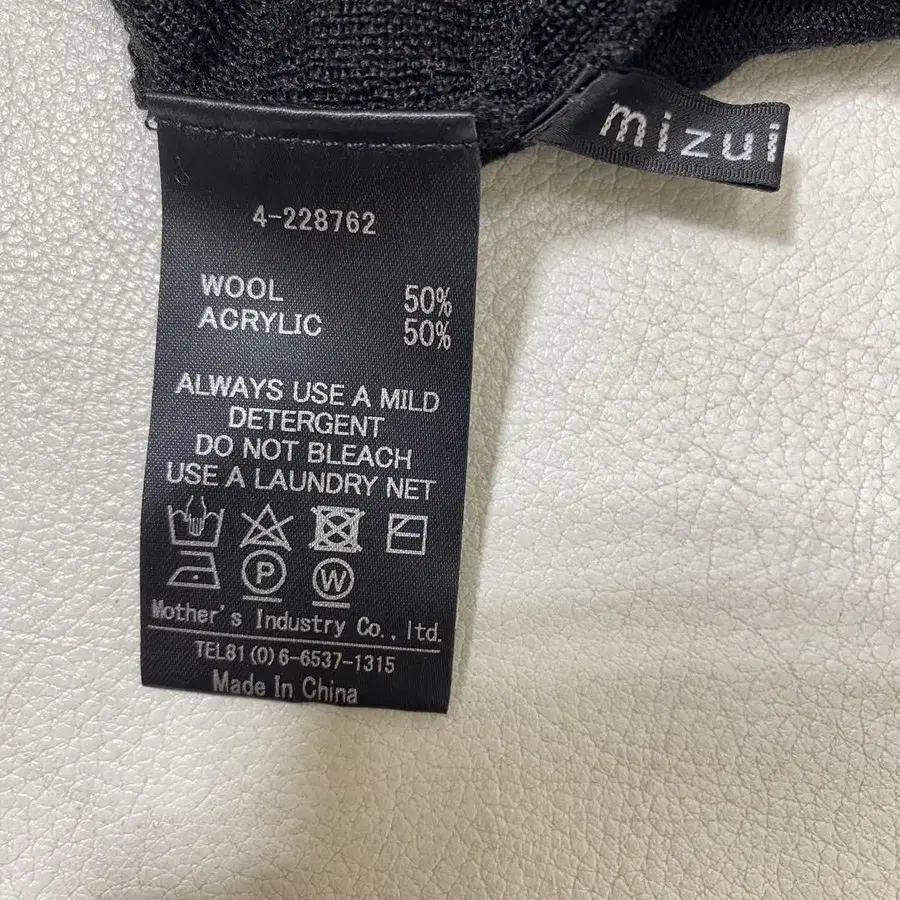 mizui
4-228762
WOOL 50%
ACRYLIC 50%
ALWAYS USE A MILD
DETERGENT
DO NOT BLEACH
USE A LAUNDRY NET
P W
Mother's Industry Co., ltd.
TEL81(0)6-6537-1315
Made In China